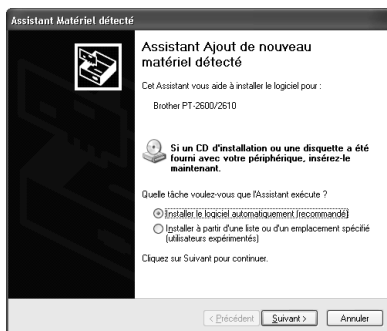 Assistant Matériel détecté
Assistant Ajout de nouveau
matériel détecté
Cet Assistant vous aide à installer le logiciel pour :
Brother PT-2600/2610
Si un CD d'installation ou une disquette a été
fourni avec votre périphérique, insérez-le
maintenant.
Quelle tâche voulez-vous que l'Assistant exécute ?
Installer le logiciel automatiquement (recommandé)
Installer à partir d'une liste ou d'un emplacement spécifié
(utilisateurs expérimentés)
Cliquez sur Suivant pour continuer.
< Précédent
Suivant >
Annuler